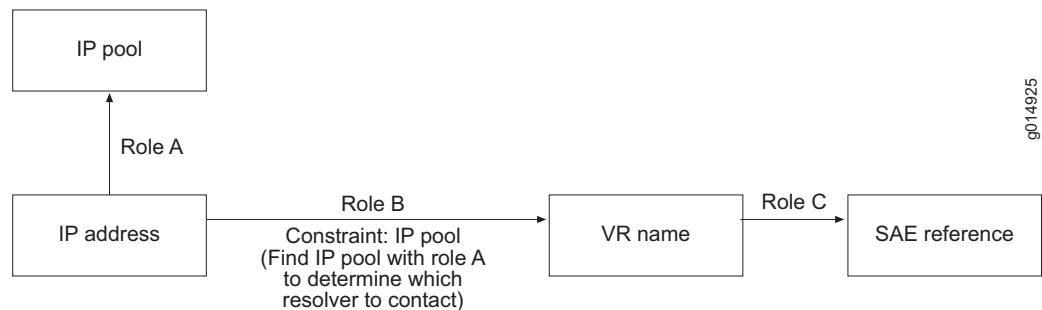 IP pool
Role A
IP address
Role B
Constraint: IP pool
(Find IP pool with role A
to determine which
resolver to contact)
VR name
Role C
SAE reference
g014925